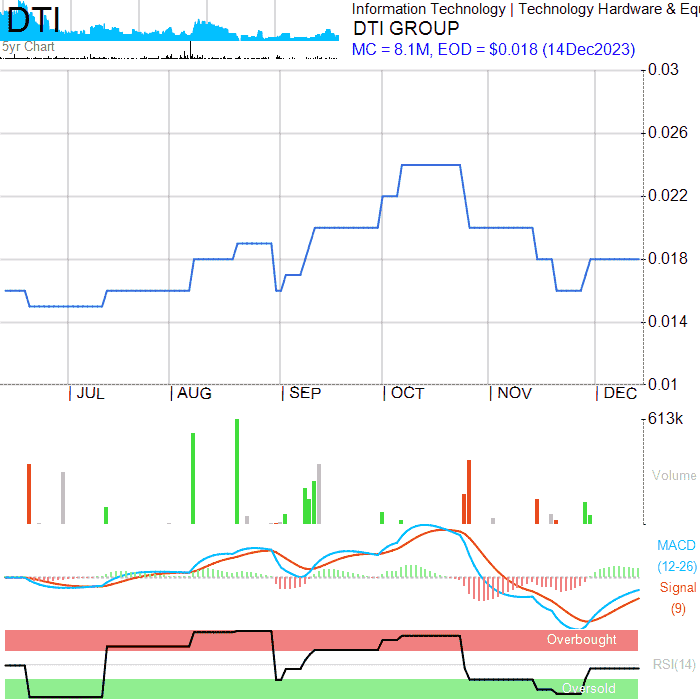 DTI
5yr Chart
Information Technology | Technology Hardware & Equ
DTI GROUP
MC = 8.1M, EOD = $0.018 (14Dec2023)
0.03
0.026
0.022
0.018
0.014
0.01
JUL
AUG
SEP
OCT
NOV
DEC
613k
Volume
MACD
(12-26)
Signal
(9)
Overbought
RSI(14)
Oversold